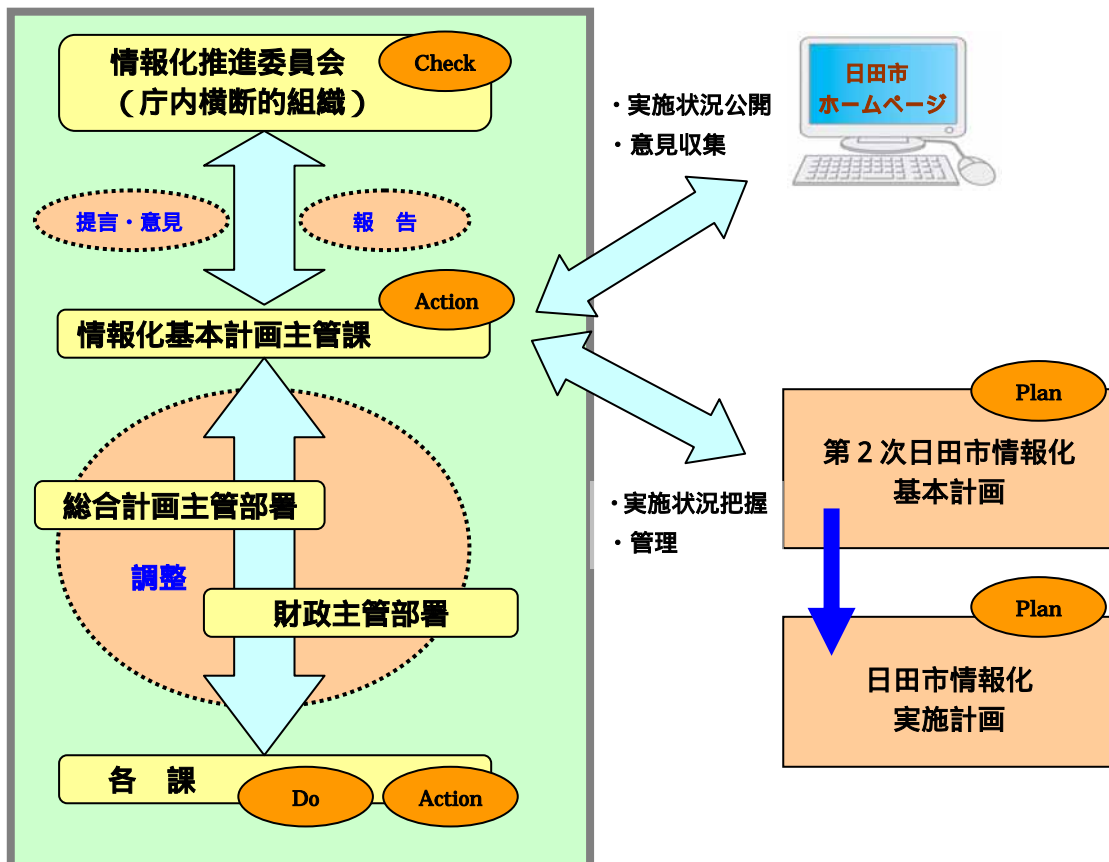 情報化推進委員会
（庁内横断的組織）
Check
提言・意見
報　告
Action
情報化基本計画主管課
総合計画主管部署
調整
財政主管部署
各　課
Do
Action
・実施状況公開
・意見収集
日田市
ホームページ
・実施状況把握
・管理
Plan
第２次日田市情報化
基本計画
Plan
日田市情報化
実施計画